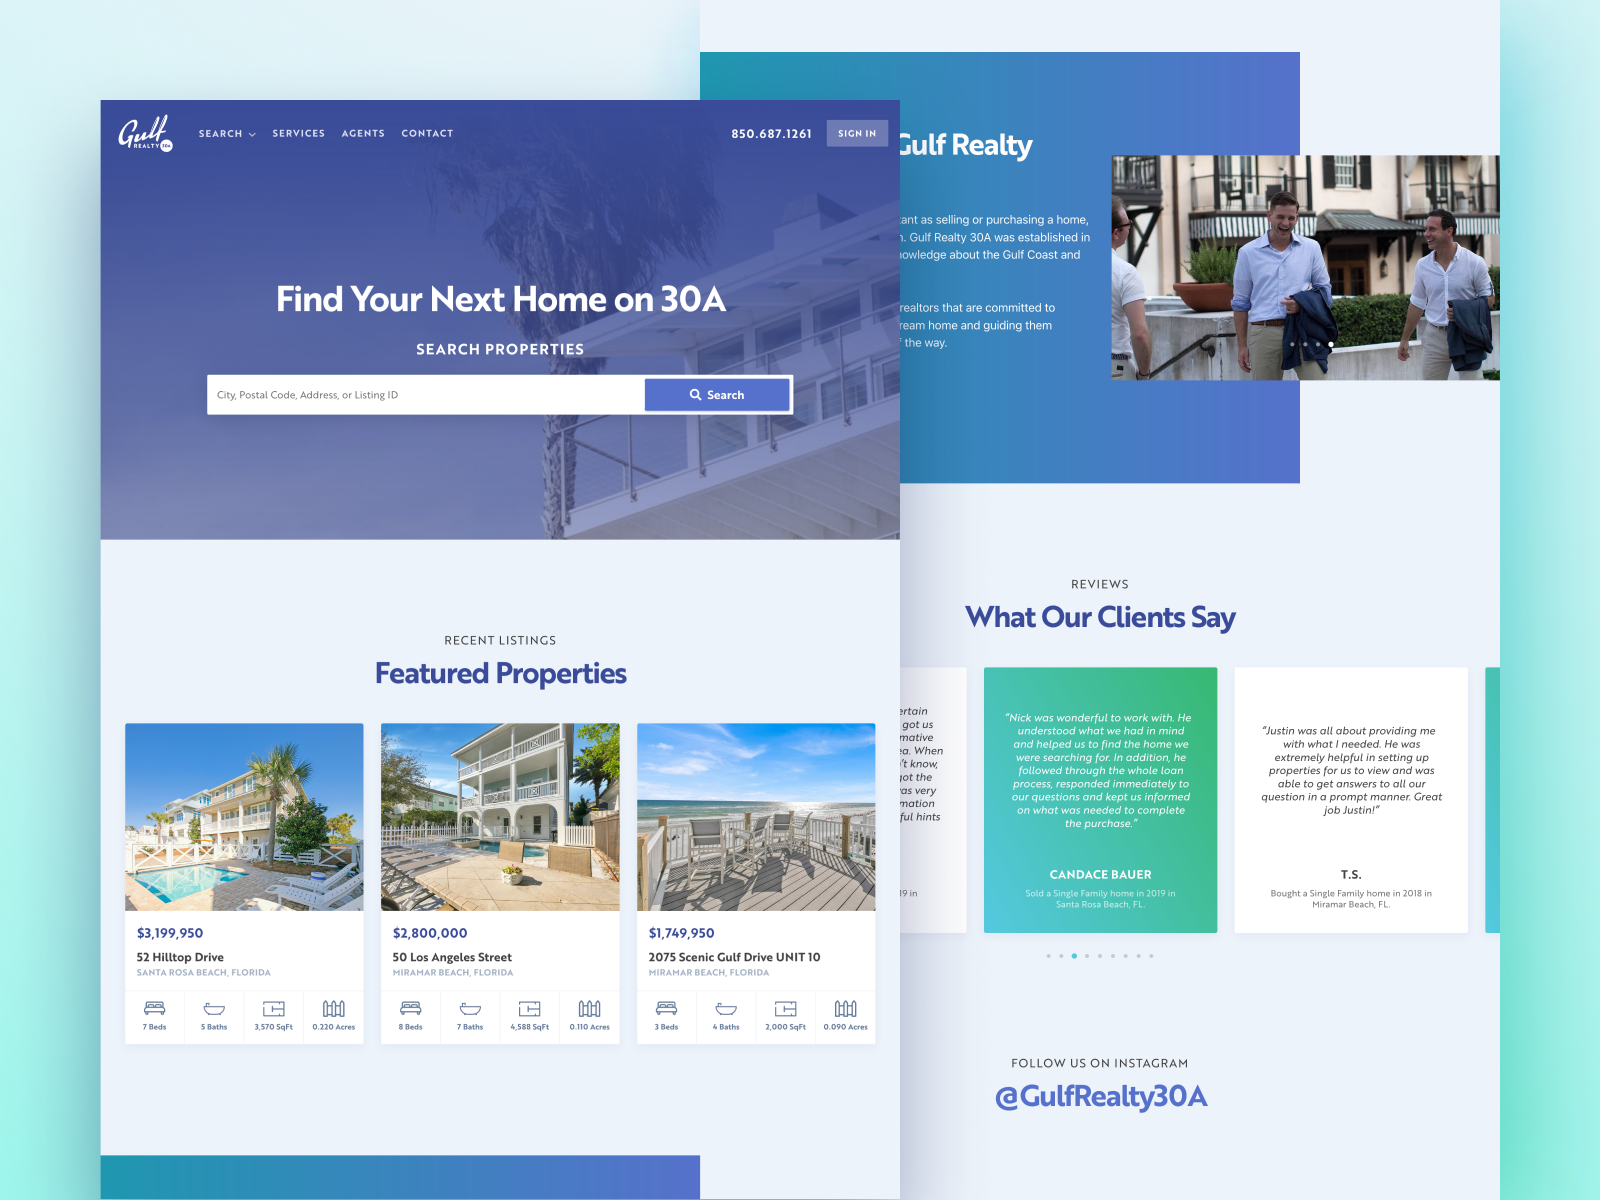 Gulf
REALTY 30A
SEARCH
SERVICES
AGENTS
CONTACT
850.687.1261
SIGN IN
Find Your Next Home on 30A
SEARCH PROPERTIES
City, Postal Code, Address, or Listing ID
Search
RECENT LISTINGS
Featured Properties
$3,199,950
52 Hilltop Drive
SANTA ROSA BEACH, FLORIDA
7 Beds
5 Baths
3,570 SqFt
0.220 Acres
$2,800,000
50 Los Angeles Street
MIRAMAR BEACH, FLORIDA
8 Beds
7 Baths
4,588 SqFt
0.110 Acres
$1,749,950
2075 Scenic Gulf Drive UNIT 10
MIRAMAR BEACH, FLORIDA
3 Beds
4 Baths
2,000 SqFt
0.090 Acres
Gulf Realty
as selling or purchasing a home,
Gulf Realty 30A was established in
about the Gulf Coast and
realtors that are committed to
home and guiding them
the way.
REVIEWS
What Our Clients Say
got us
When
know,
got the
very
hints
in
“Nick was wonderful to work with. He
understood what we had in mind
and helped us to find the home we
were searching for. In addition, he
followed through the whole loan
process, responded immediately to
our questions and kept us informed
on what was needed to complete
the purchase.”
CANDACE BAUER
Sold a Single Family home in 2019 in
Santa Rosa Beach, FL.
“Justin was all about providing me
with what I needed. He was
extremely helpful in setting up
properties for us to view and was
able to get answers to all our
question in a prompt manner. Great
job Justin!”
T.S.
Bought a Single Family home in 2018 in
Miramar Beach, FL.
FOLLOW US ON INSTAGRAM
@GulfRealty30A